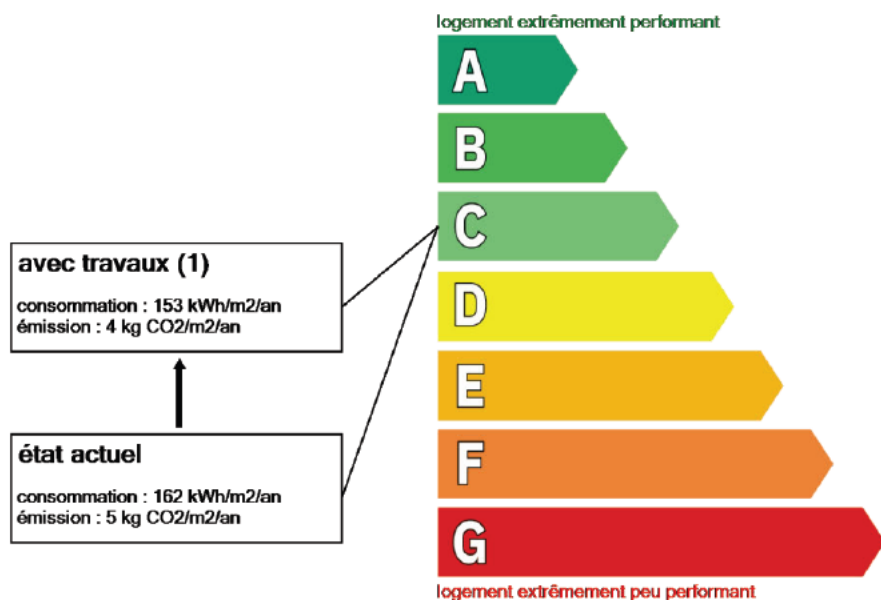 logement extrêmement performant
A
B
C
avec travaux (1)
consommation : 153 kWh/m2/an
émission : 4 kg CO2/m2/an
D
E
état actuel
consommation : 162 kWh/m2/an
émission : 5 kg CO2/m2/an
F
G
logement extrêmement peu performant